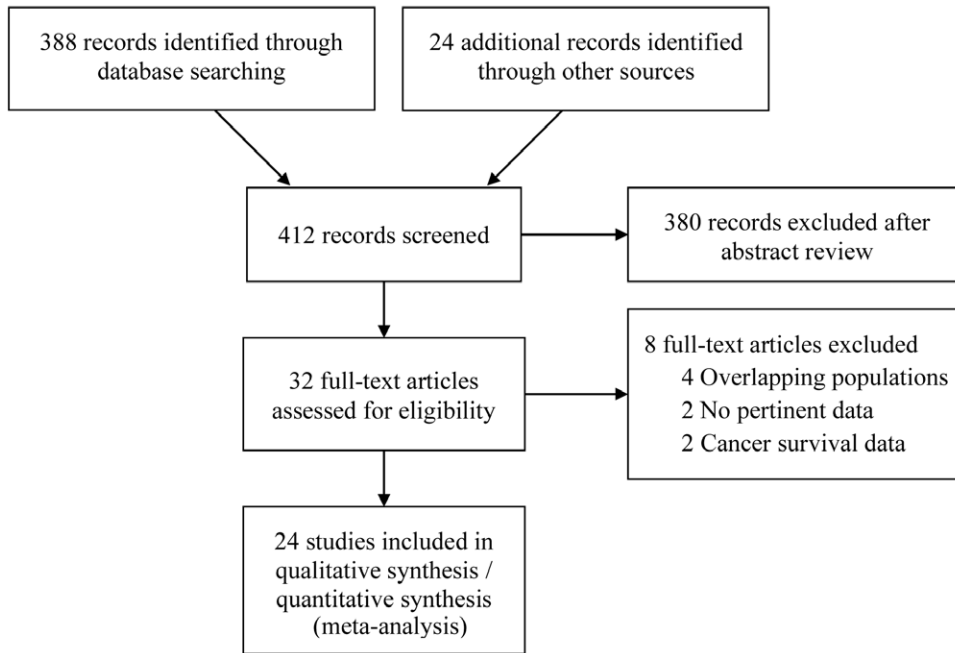 388 records identified through
database searching
24 additional records identified
through other sources
412 records screened
380 records excluded after
abstract review
32 full-text articles
assessed for eligibility
8 full-text articles excluded
4 Overlapping populations
2 No pertinent data
2 Cancer survival data
24 studies included in
qualitative synthesis /
quantitative synthesis
(meta-analysis)